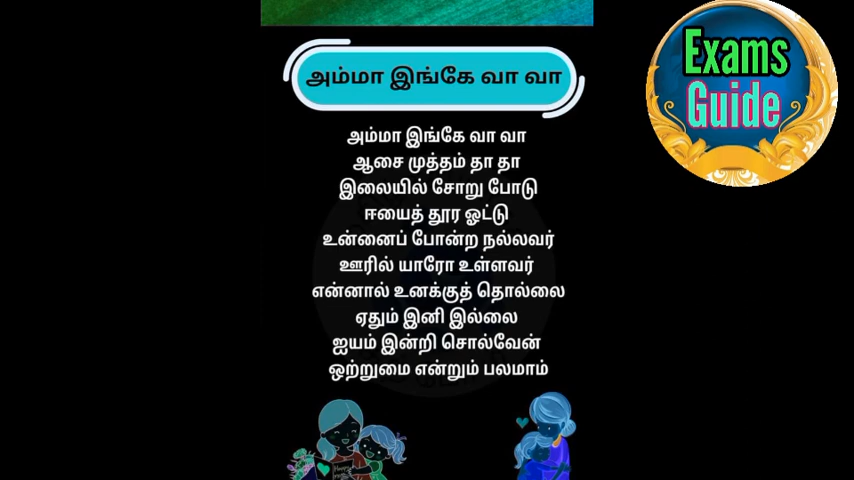 அம்மா இங்கே வா வா
Exams
Guide
அம்மா இங்கே வா வா
ஆசை முத்தம் தா தா
இலையில் சோறு போடு
ஈயைத் தூர ஓட்டு
உன்னைப் போன்ற நல்லவர்
ஊரில் யாரோ உள்ளவர்
என்னால் உனக்குத் தொல்லை
ஏதும் இனி இல்லை
ஐயம் இன்றி சொல்வேன்
ஒற்றுமை என்றும் பலமாம்